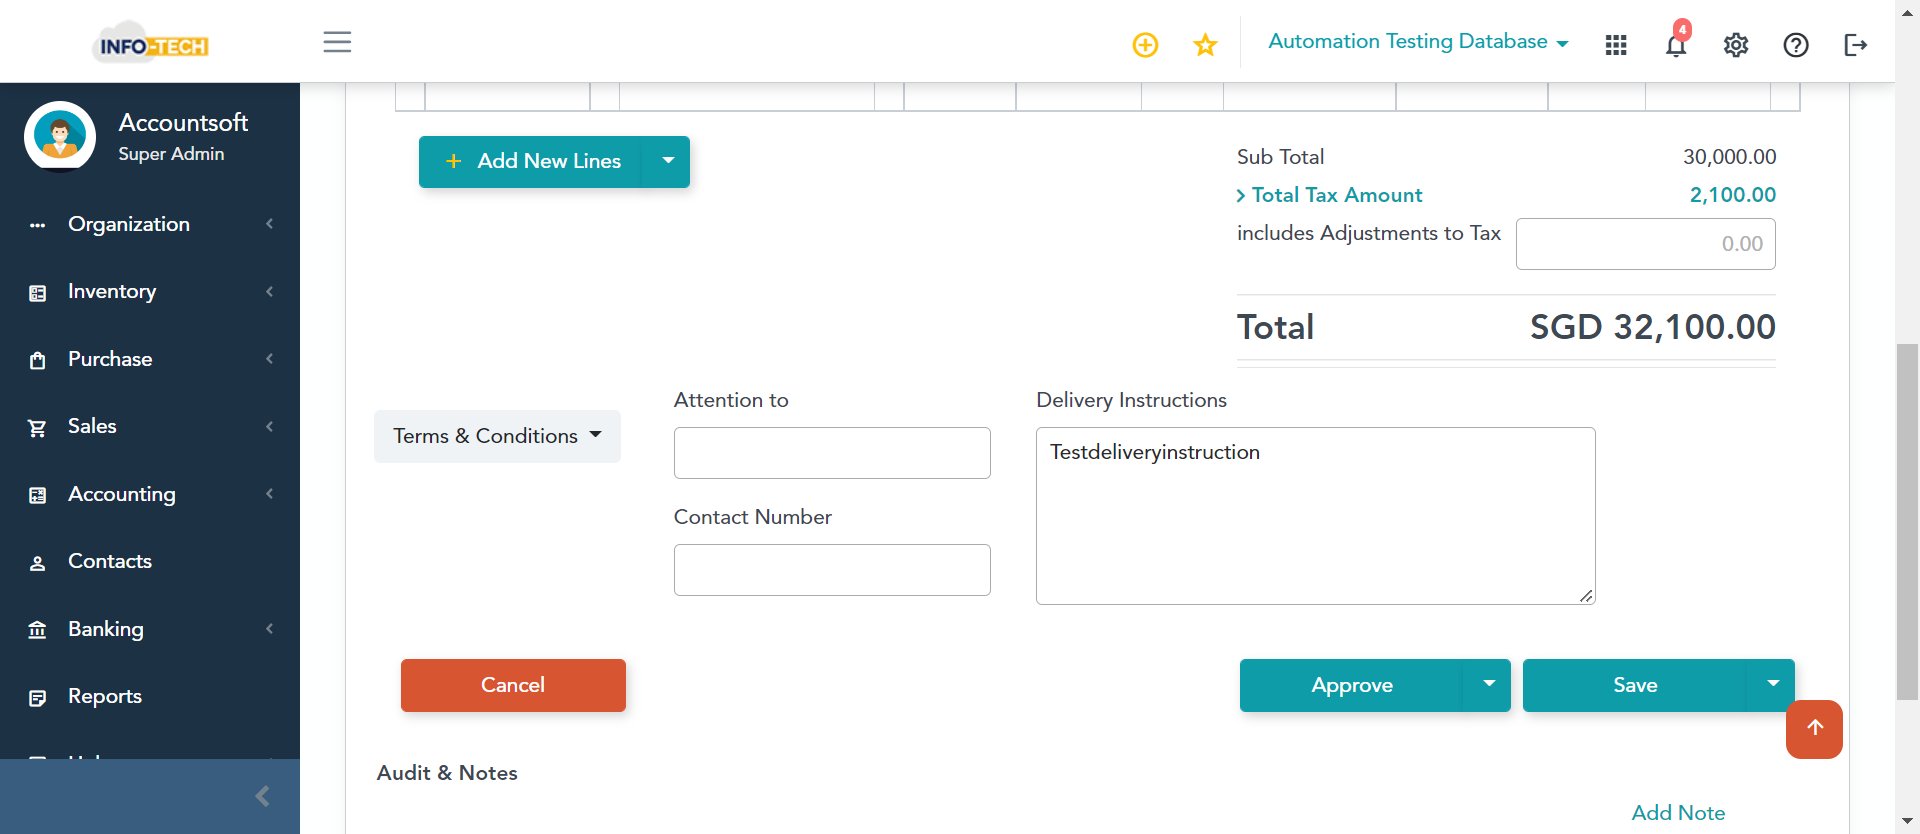 INFO-TECH
Automation Testing Database
4
Accountsoft
Super Admin
Organization
Inventory
Purchase
Sales
Accounting
Contacts
Banking
Reports
+ Add New Lines
Sub Total 30,000.00
Total Tax Amount 2,100.00
includes Adjustments to Tax 0.00
Total SGD 32,100.00
Terms & Conditions
Attention to
Contact Number
Delivery Instructions
Testdeliveryinstruction
Cancel
Approve
Save
Audit & Notes
Add Note